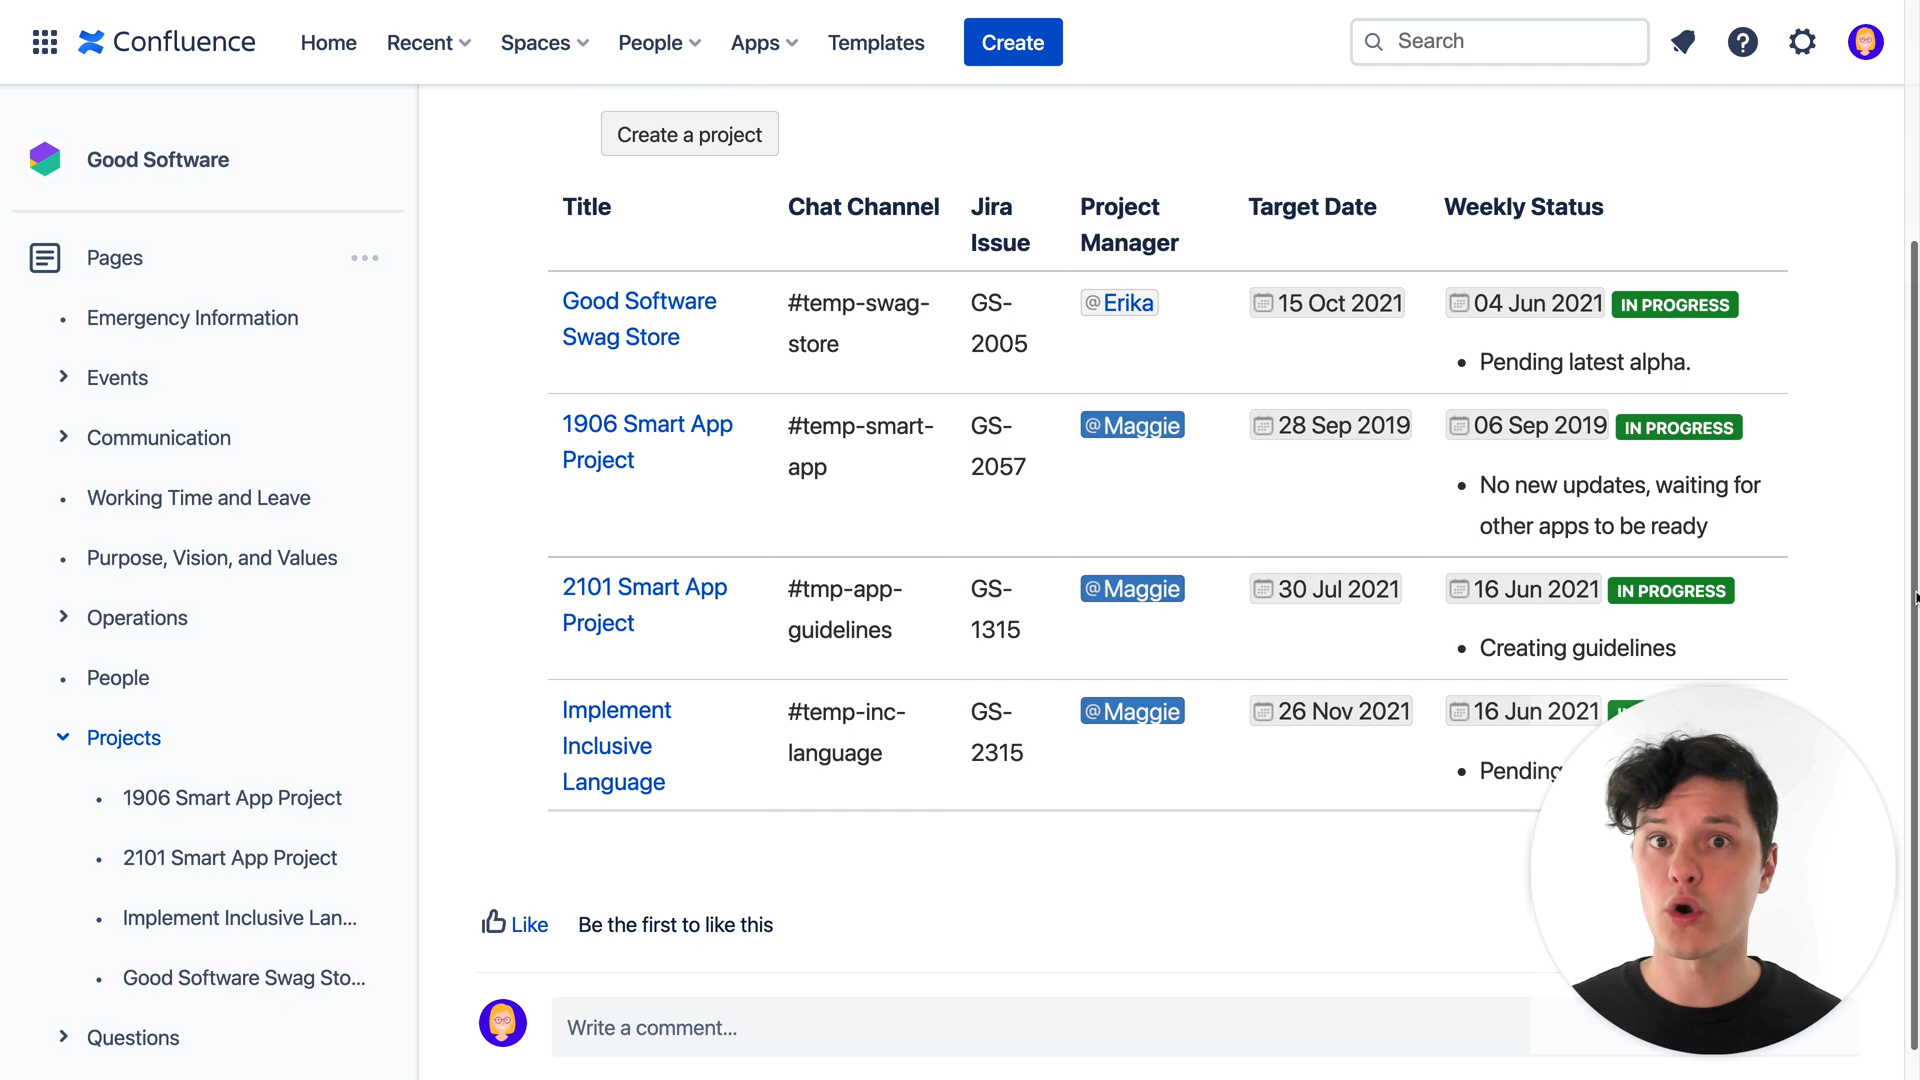 Confluence Home Recent Spaces People Apps Templates Create Search
Good Software
Pages
Emergency Information
Events
Communication
Working Time and Leave
Purpose, Vision, and Values
Operations
People
Projects
1906 Smart App Project
2101 Smart App Project
Implement Inclusive Lan...
Good Software Swag Sto...
Questions
Create a project
Title Chat Channel Jira Issue Project Manager Target Date Weekly Status
Good Software Swag Store #temp-swag-store GS-2005 @Erika 15 Oct 2021 04 Jun 2021 IN PROGRESS
• Pending latest alpha.
1906 Smart App Project #temp-smart-app GS-2057 @Maggie 28 Sep 2019 06 Sep 2019 IN PROGRESS
• No new updates, waiting for
other apps to be ready
2101 Smart App Project #tmp-app-guidelines GS-1315 @Maggie 30 Jul 2021 16 Jun 2021 IN PROGRESS
• Creating guidelines
Implement Inclusive Language #temp-inc-language GS-2315 @Maggie 26 Nov 2021 16 Jun 2021
• Pending
Like Be the first to like this
Write a comment...